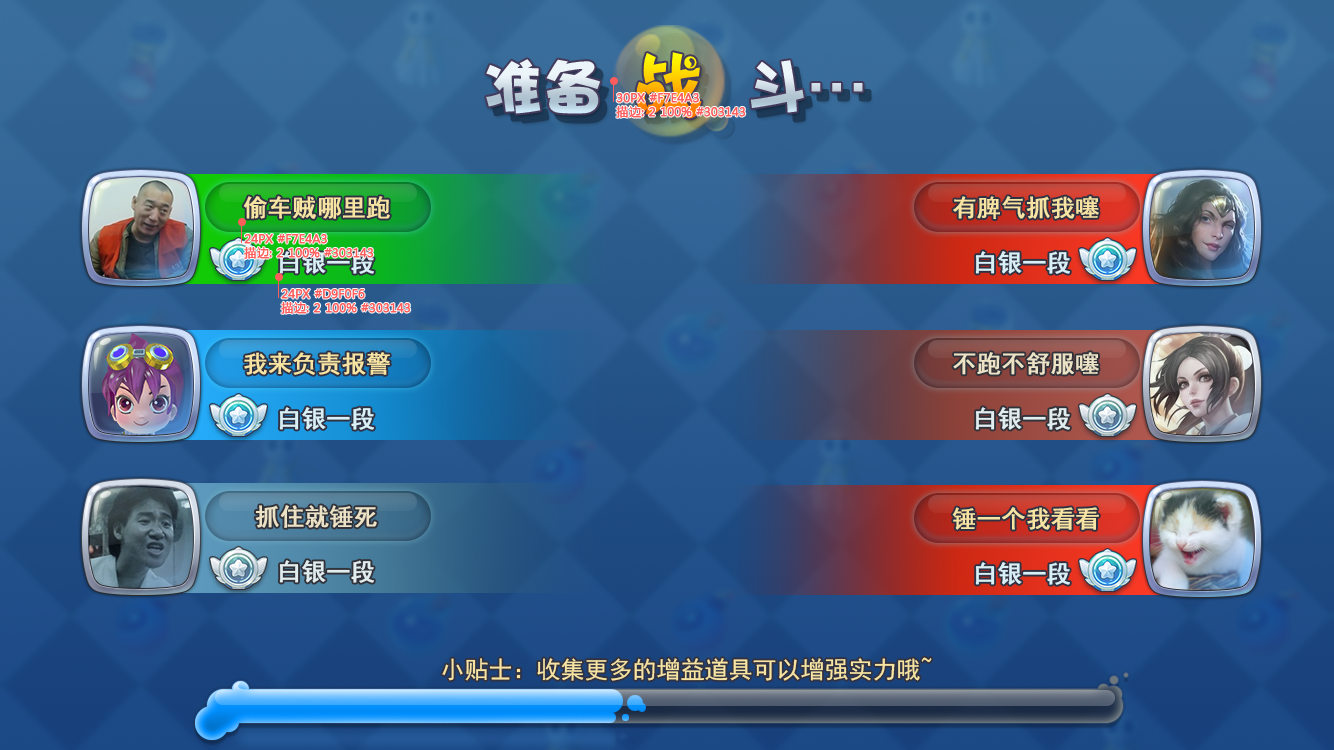 准备战斗…
30PX #F7E4A3
描边: 2 100% #303143
偷车贼哪里跑
24PX #F7E4A3
描边: 2 100% #303143
白银一段
24PX #D9F0F6
描边: 2 100% #303143
有脾气抓我噻
白银一段
我来负责报警
白银一段
不跑不舒服噻
白银一段
抓住就锤死
白银一段
锤一个我看看
白银一段
小贴士：收集更多的增益道具可以增强实力哦~